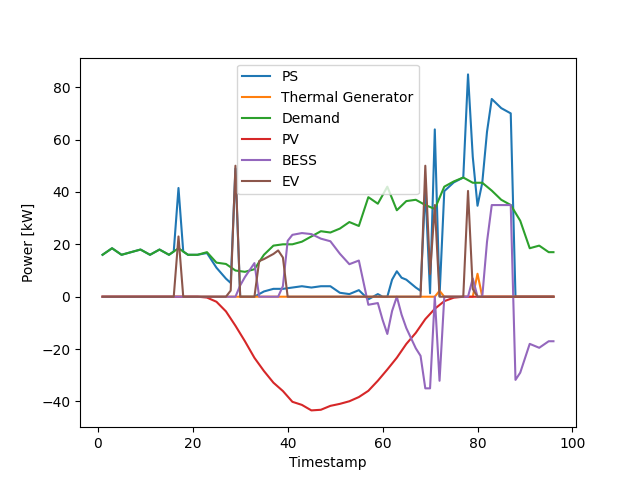 PS
Thermal Generator
Demand
PV
BESS
EV
Power [kW]
80
60
40
20
0
−20
−40
0 20 40 60 80 100
Timestamp